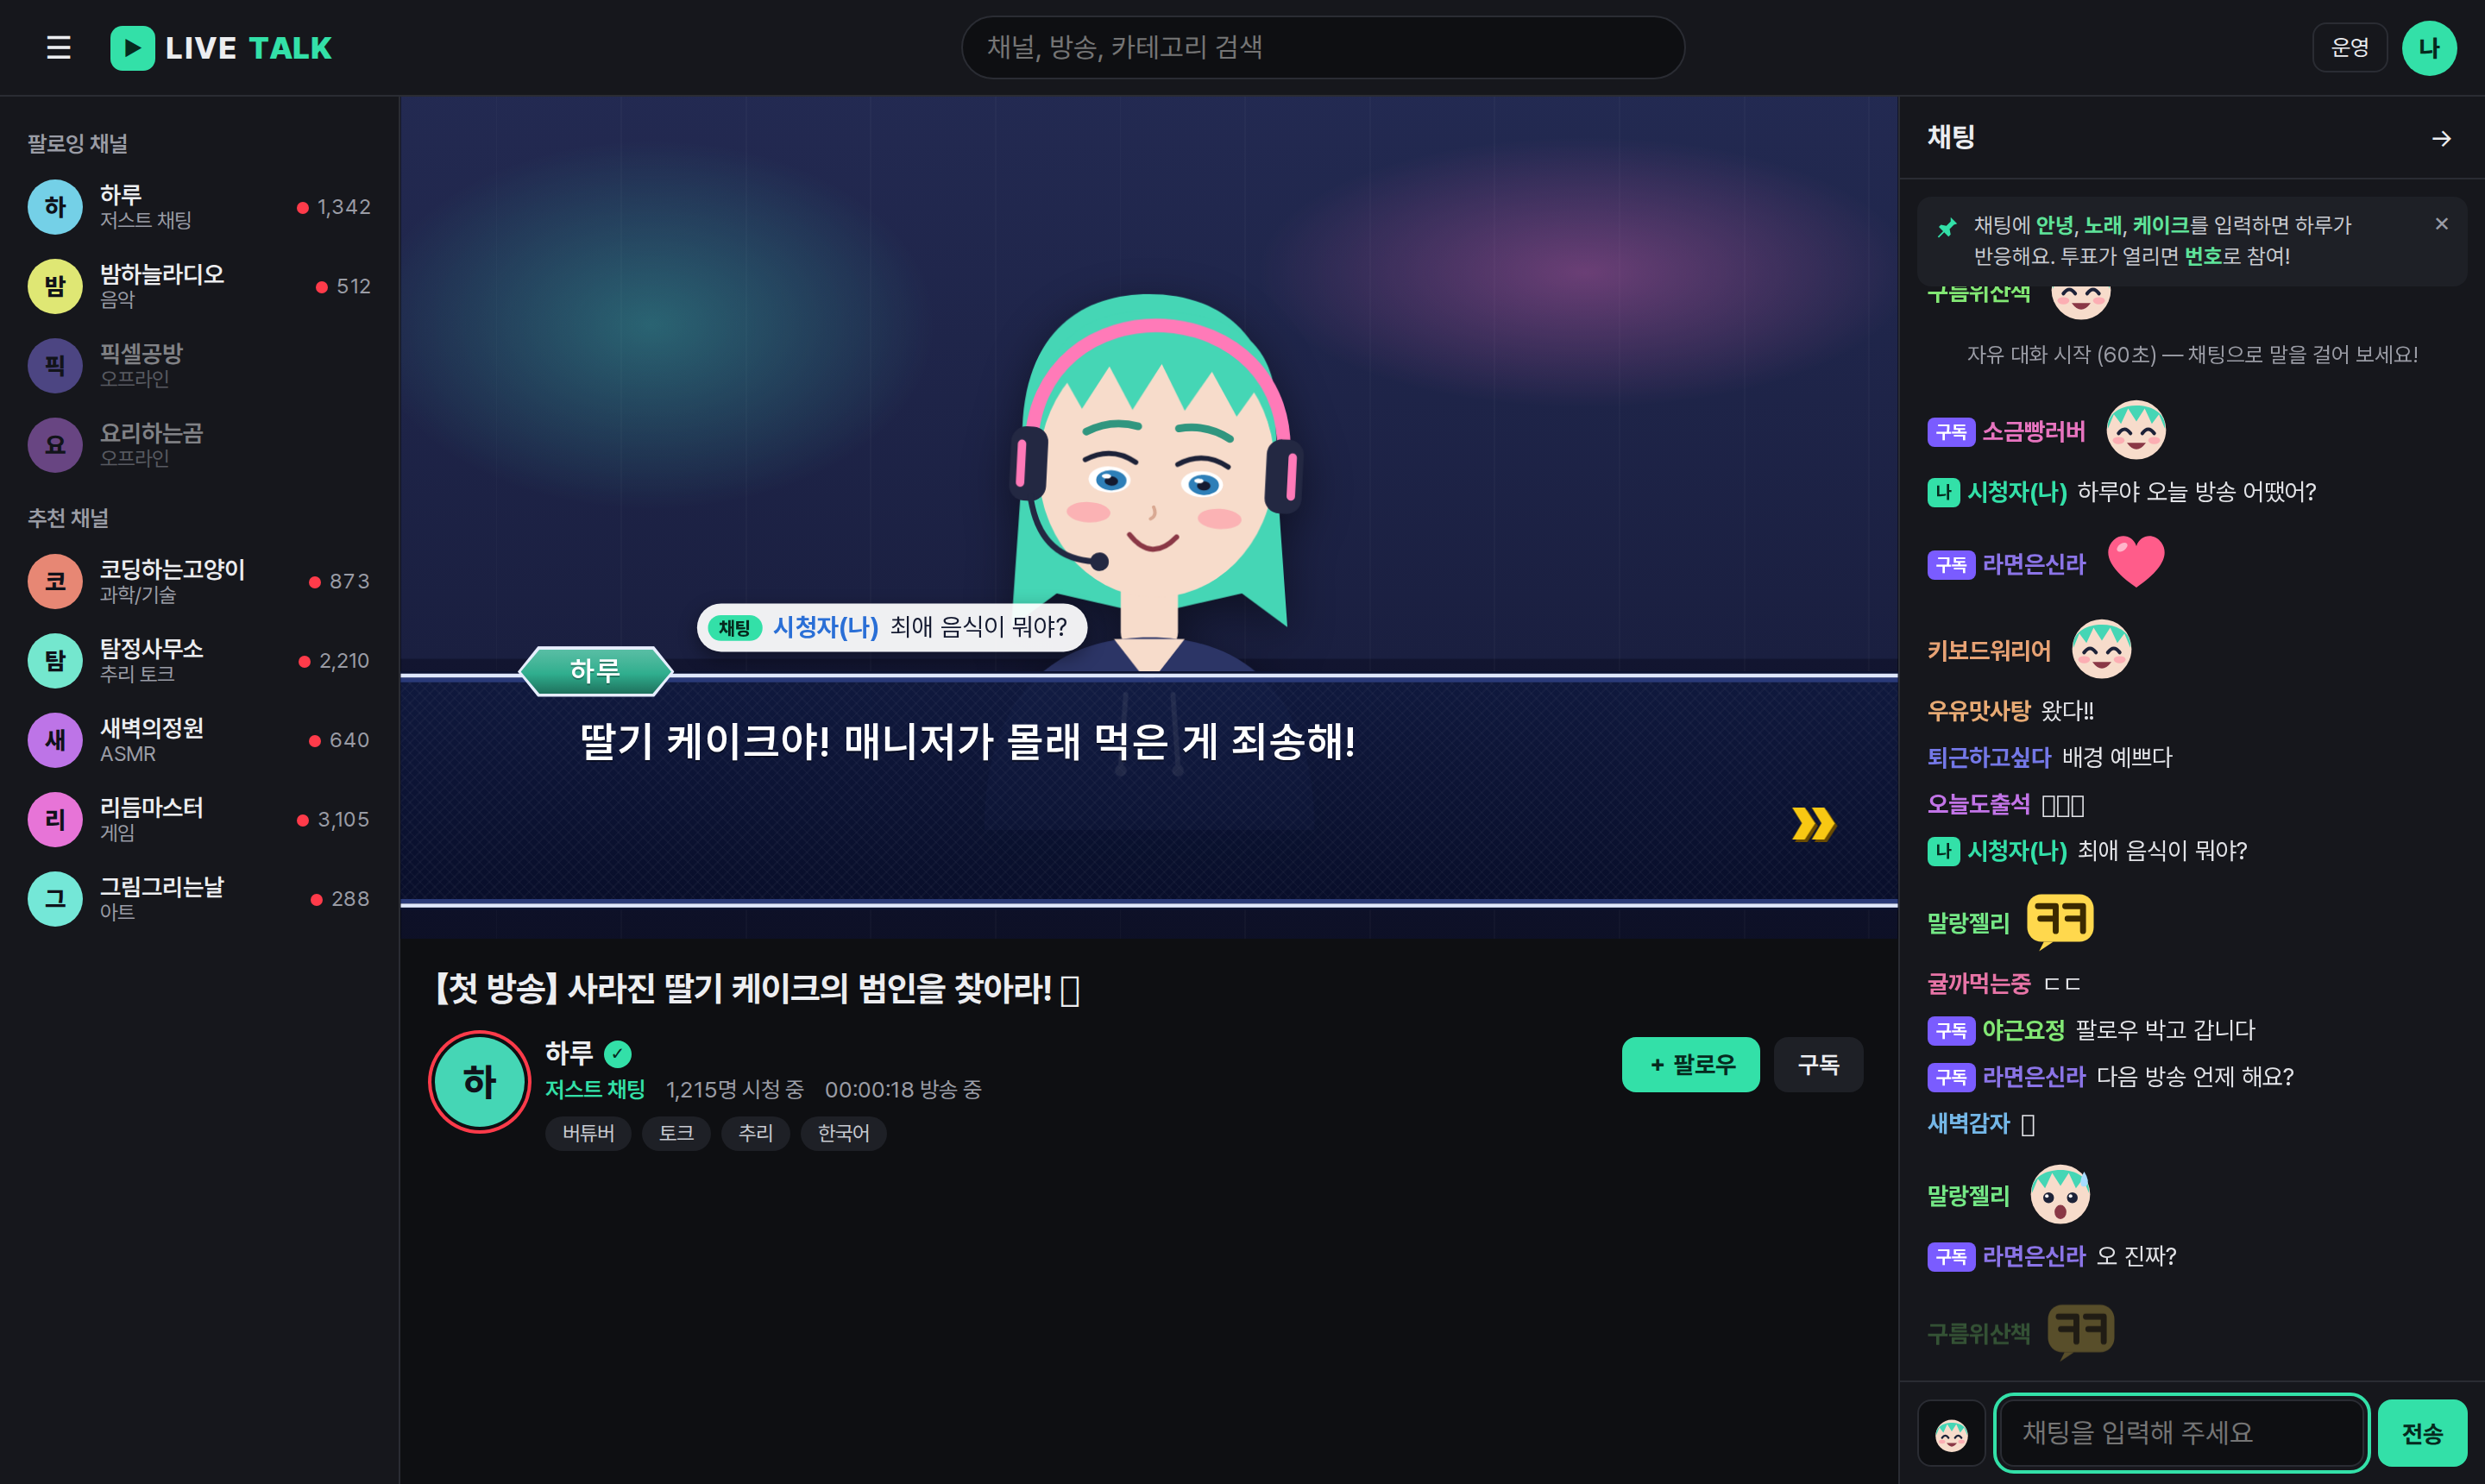 LIVE TALK
채널, 방송, 카테고리 검색
운영
나
팔로잉 채널
하
하루
저스트 채팅
1,342
밤
밤하늘라디오
음악
512
픽
픽셀공방
오프라인
요
요리하는곰
오프라인
추천 채널
코
코딩하는고양이
과학/기술
873
탐
탐정사무소
추리 토크
2,210
새
새벽의정원
ASMR
640
리
리듬마스터
게임
3,105
그
그림그리는날
아트
288
채팅 시청자(나) 최애 음식이 뭐야?
하루
딸기 케이크야! 매니저가 몰래 먹은 게 죄송해!
【첫 방송】 사라진 딸기 케이크의 범인을 찾아라!
하
하루 ✓
저스트 채팅 1,215명 시청 중 00:00:18 방송 중
버튜버 토크 추리 한국어
+ 팔로우
구독
채팅 →
채팅에 안녕, 노래, 케이크를 입력하면 하루가
반응해요. 투표가 열리면 번호로 참여!
구름위산책
자유 대화 시작 (60초) — 채팅으로 말을 걸어 보세요!
구독 소금빵러버
나 시청자(나) 하루야 오늘 방송 어땠어?
구독 라면은신라
키보드워리어
우유맛사탕 왔다!!
퇴근하고싶다 배경 예쁘다
오늘도출석
나 시청자(나) 최애 음식이 뭐야?
말랑젤리 ㅋㅋ
귤까먹는중 ㄷㄷ
구독 야근요정 팔로우 박고 갑니다
구독 라면은신라 다음 방송 언제 해요?
새벽감자
말랑젤리
구독 라면은신라 오 진짜?
구름위산책 ㅋㅋ
채팅을 입력해 주세요
전송